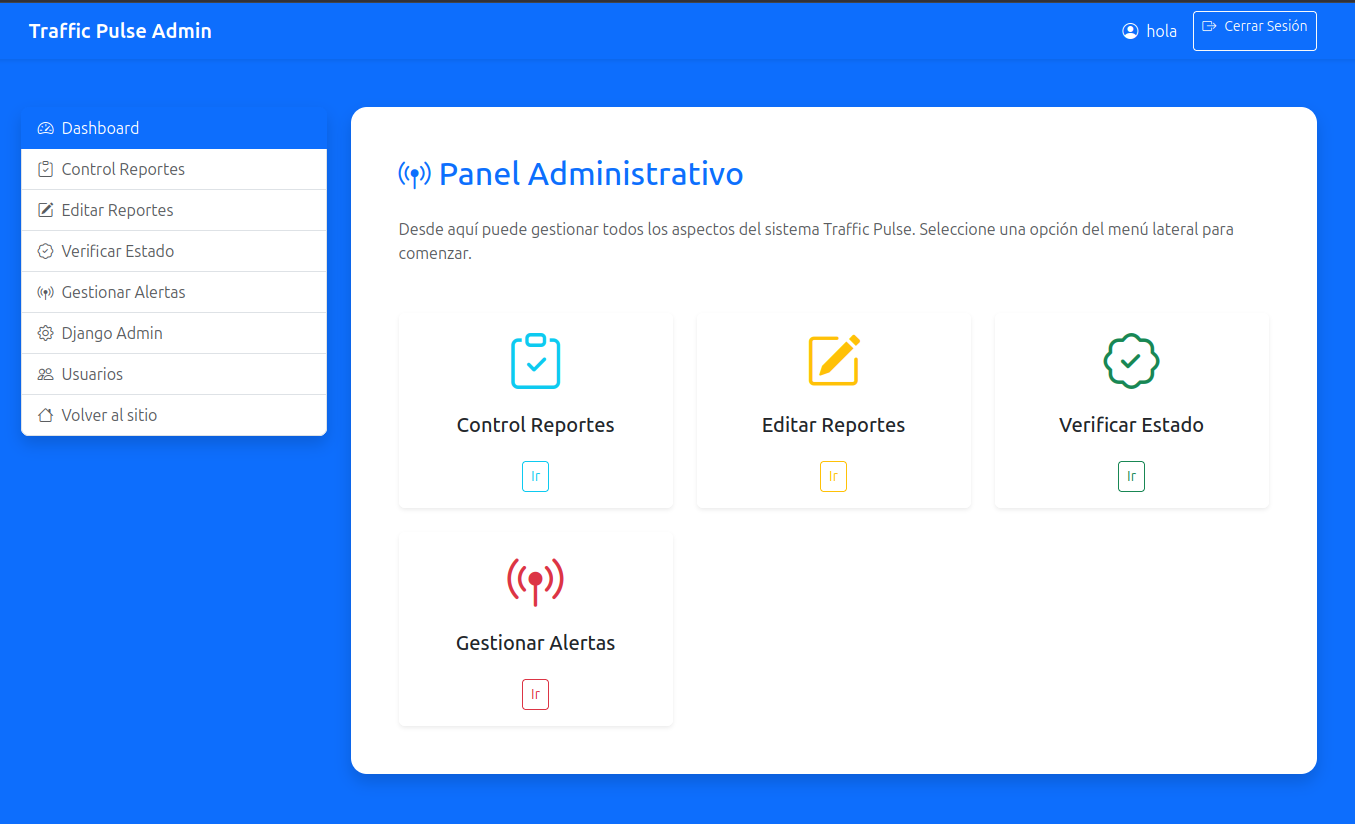 Traffic Pulse Admin
hola
Cerrar Sesión
Dashboard
Control Reportes
Editar Reportes
Verificar Estado
Gestionar Alertas
Django Admin
Usuarios
Volver al sitio
Panel Administrativo
Desde aquí puede gestionar todos los aspectos del sistema Traffic Pulse. Seleccione una opción del menú lateral para
comenzar.
Control Reportes
Ir
Editar Reportes
Ir
Verificar Estado
Ir
Gestionar Alertas
Ir